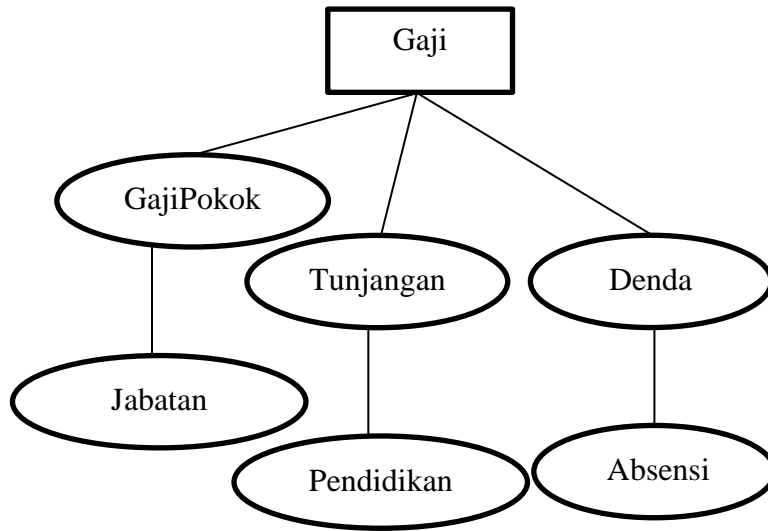 Gaji
GajiPokok
Tunjangan
Denda
Jabatan
Pendidikan
Absensi